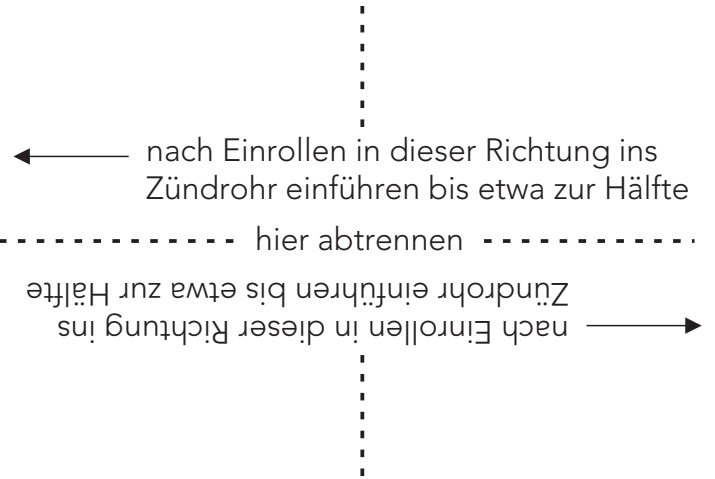 nach Einrollen in dieser Richtung ins
Zündrohr einführen bis etwa zur Hälfte
hier abtrennen
nach Einrollen in dieser Richtung ins
Zündrohr einführen bis etwa zur Hälfte